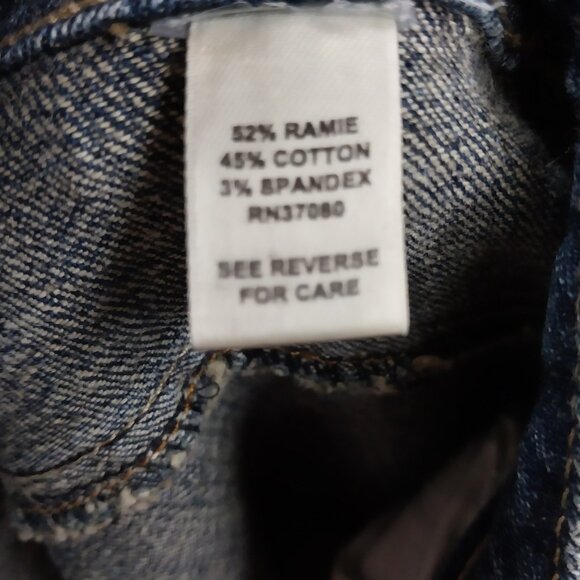 52% RAMIE
45% COTTON
3% SPANDEX
RN37080
SEE REVERSE
FOR CARE